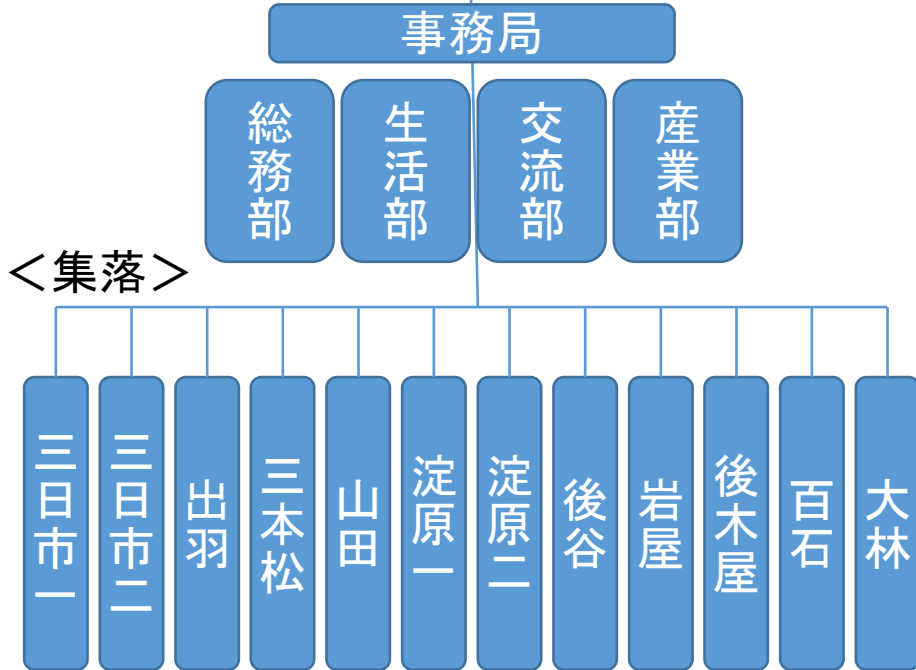 事務局
総務部
生活部
交流部
産業部
＜集落＞
三日市一
三日市二
出羽
三本松
山田
淀原一
淀原二
後谷
岩屋
後木屋
百石
大林